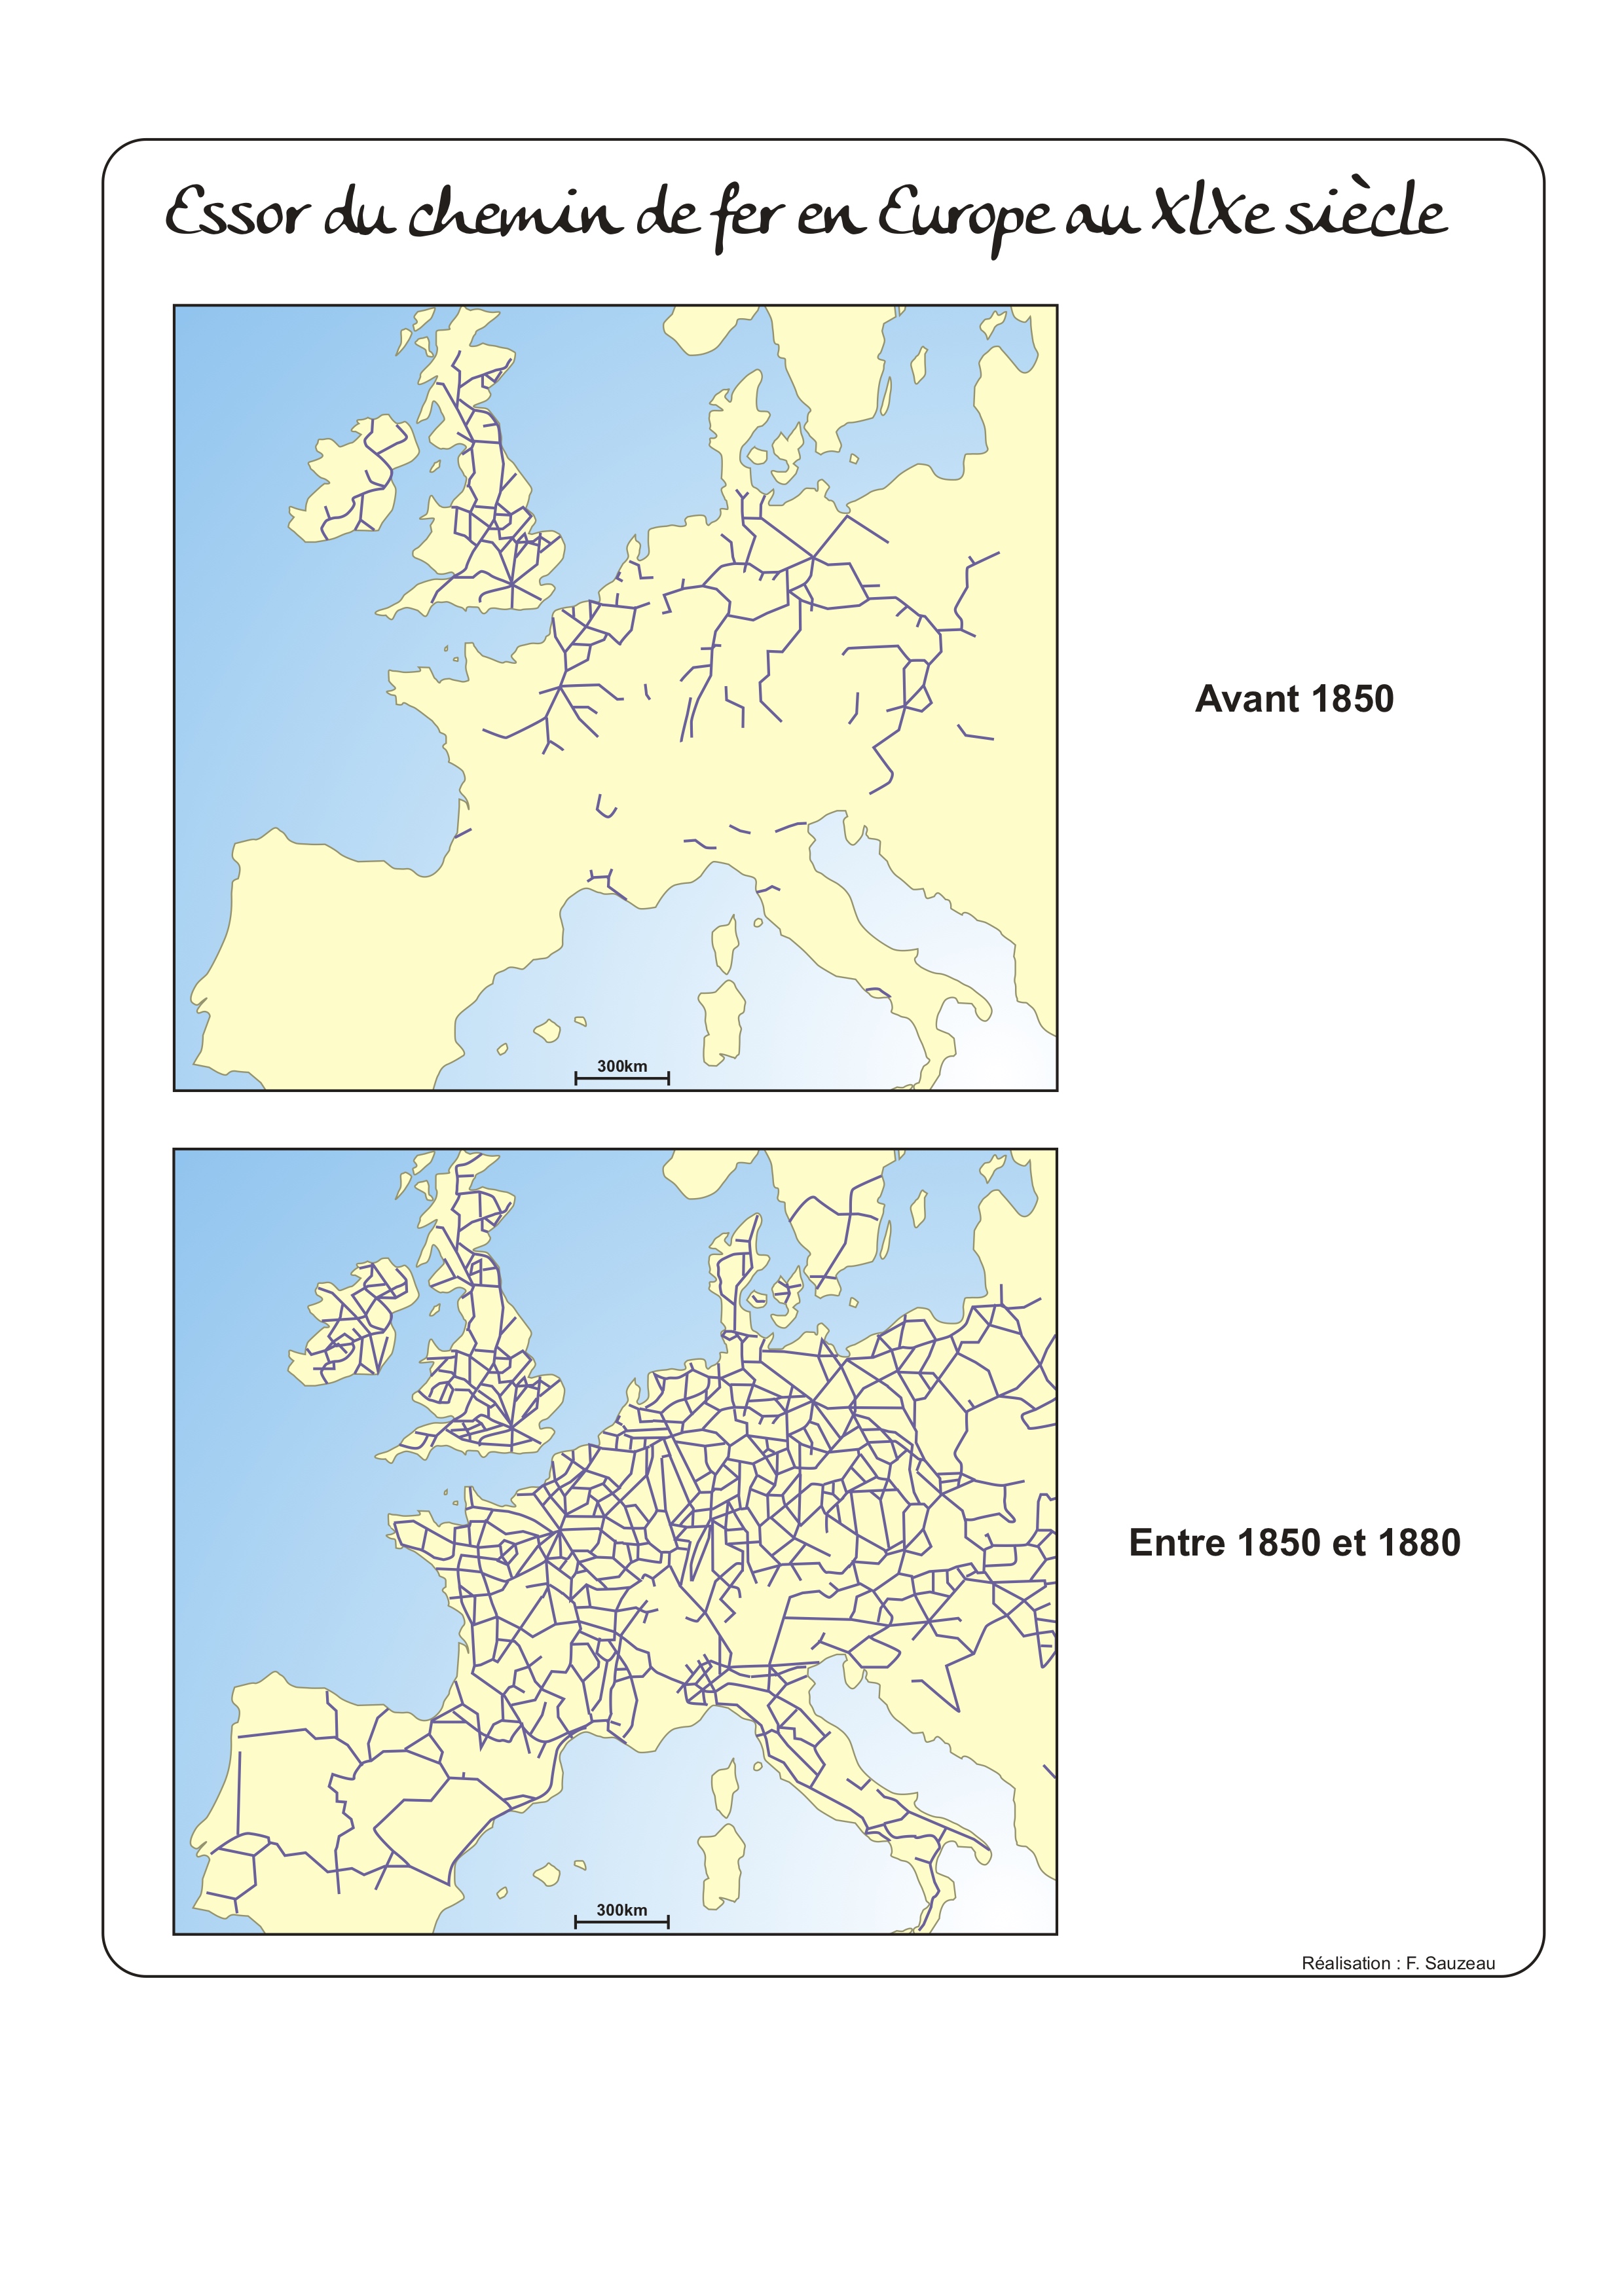 Essor du chemin de fer en Europe au XIXe siècle
300km
Avant 1850
300km
Entre 1850 et 1880
Réalisation : F. Sauzeau